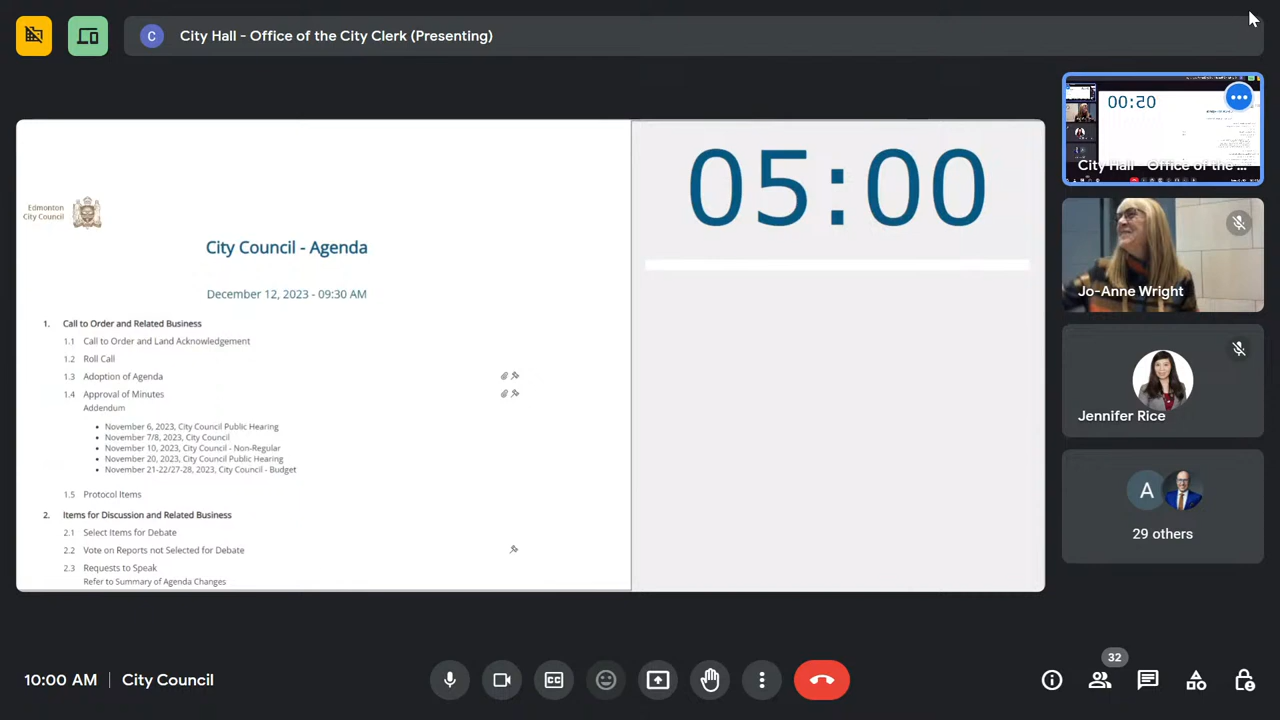 C
City Hall - Office of the City Clerk (Presenting)
Edmonton
City Council
City Council - Agenda
December 12, 2023 - 09:30 AM
1. Call to Order and Related Business
1.1 Call to Order and Land Acknowledgement
1.2 Roll Call
1.3 Adoption of Agenda
1.4 Approval of Minutes
Addendum
• November 6, 2023, City Council Public Hearing
• November 7/8, 2023, City Council
• November 10, 2023, City Council - Non-Regular
• November 20, 2023, City Council Public Hearing
• November 21-22/27-28, 2023, City Council - Budget
1.5 Protocol Items
2. Items for Discussion and Related Business
2.1 Select Items for Debate
2.2 Vote on Reports not Selected for Debate
2.3 Requests to Speak
Refer to Summary of Agenda Changes
05:00
05:00
City Hall - Office of the ...
Jo-Anne Wright
Jennifer Rice
A
29 others
10:00 AM | City Council
CC
32